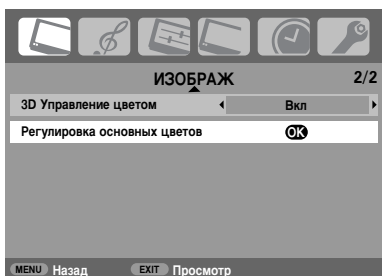 ИЗОБРАЖ 2/2
3D Управление цветом Вкл
Регулировка основных цветов OK
MENU Назад EXIT Просмотр